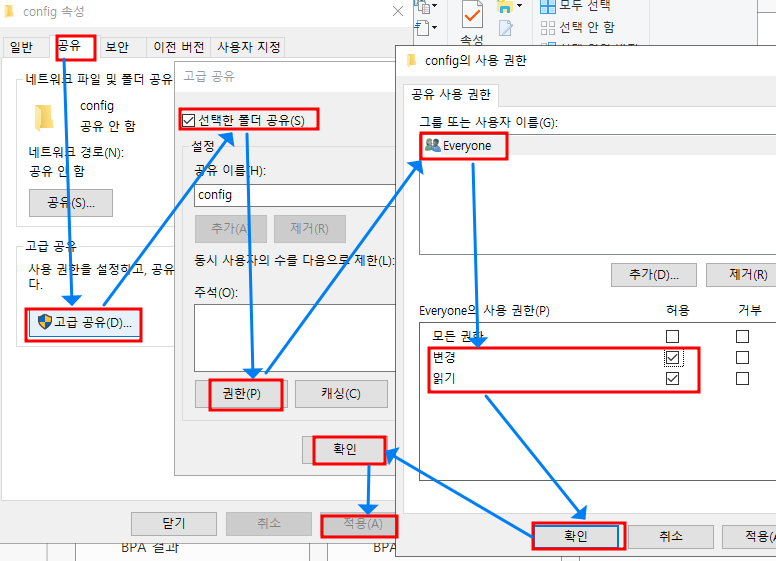 config 속성
모두 선택
선택 안 함
속성
일반
공유
보안
이전 버전
사용자 지정
네트워크 파일 및 폴더 공유
config
공유 안 함
네트워크 경로(N):
공유 안 함
공유(S)...
고급 공유
사용 권한을 설정하고, 공유
다.
고급 공유(D)...
닫기
취소
적용(A)
고급 공유
선택한 폴더 공유(S)
설정
공유 이름(H):
config
추가(A)
제거(R)
동시 사용자의 수를 다음으로 제한(L):
주석(O):
권한(P)
캐싱(C)
확인
config의 사용 권한
공유 사용 권한
그룹 또는 사용자 이름(G):
Everyone
추가(D)...
제거(R)
Everyone의 사용 권한(P)
허용
거부
모든 권한
변경
읽기
확인
취소
적용(A
BPA 결과
BPA